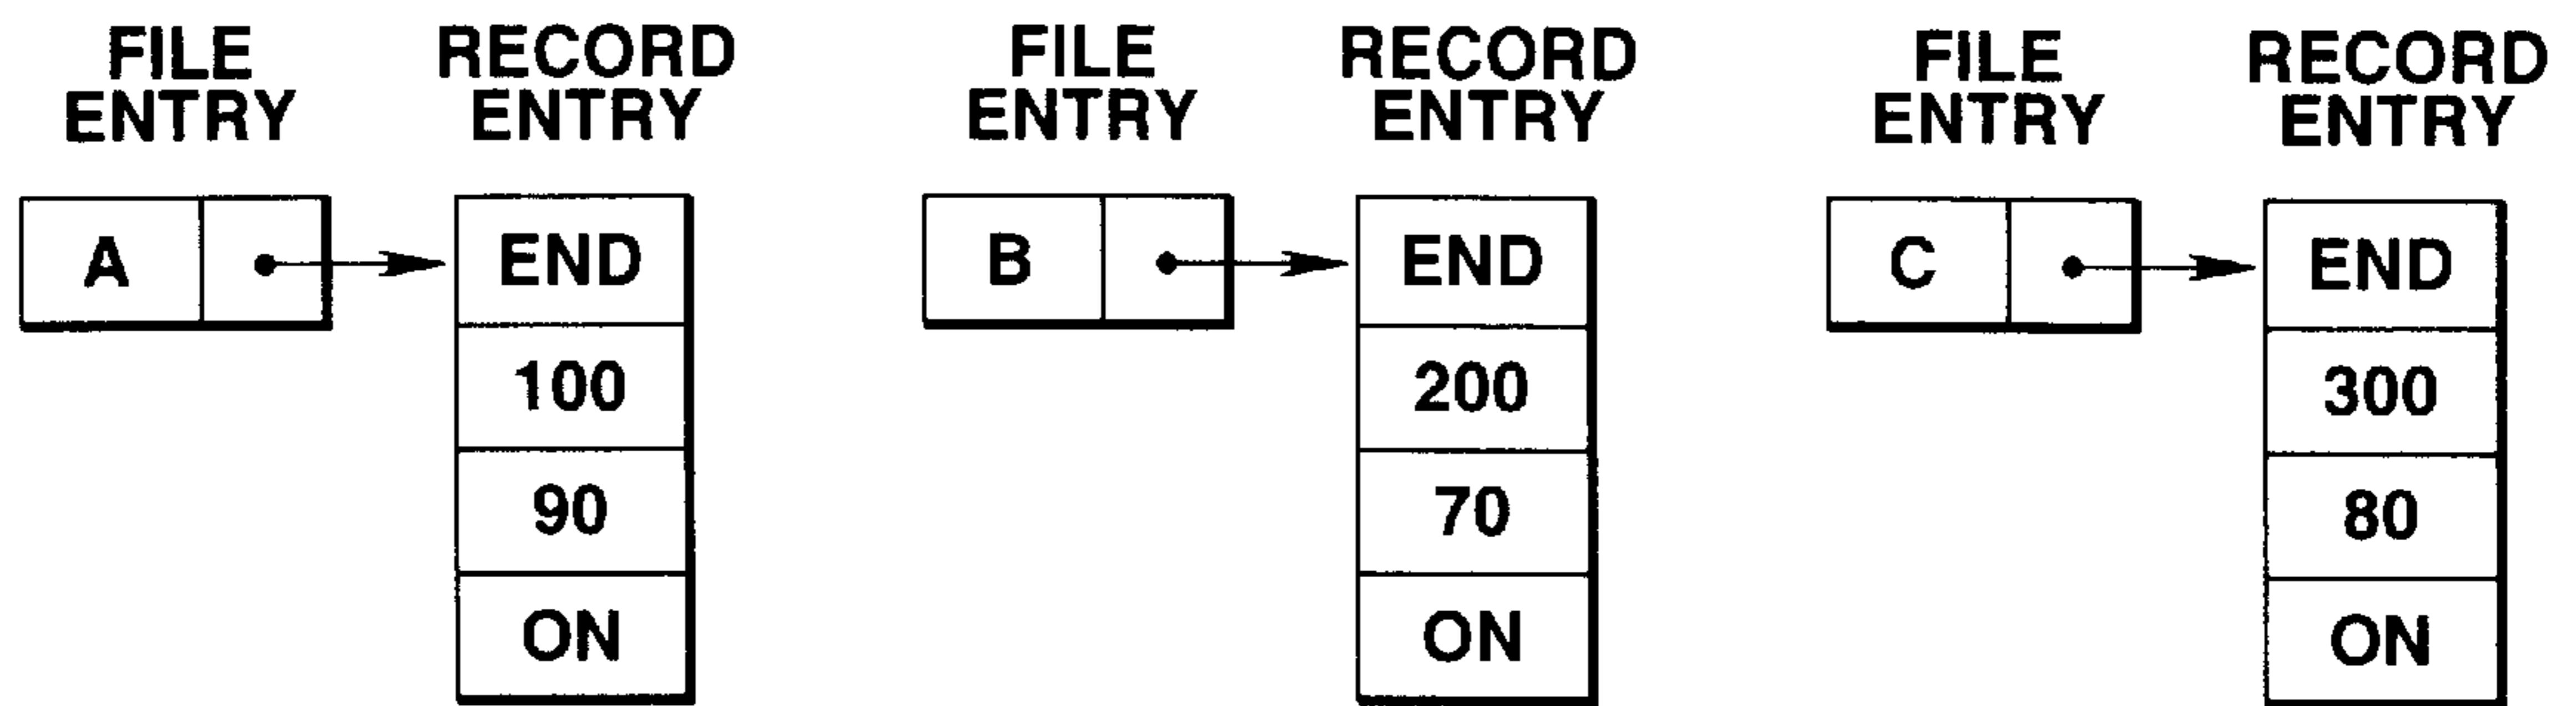 FILE
ENTRY
RECORD
ENTRY
A
END
100
90
ON
FILE
ENTRY
RECORD
ENTRY
B
END
200
70
ON
FILE
ENTRY
RECORD
ENTRY
C
END
300
80
ON